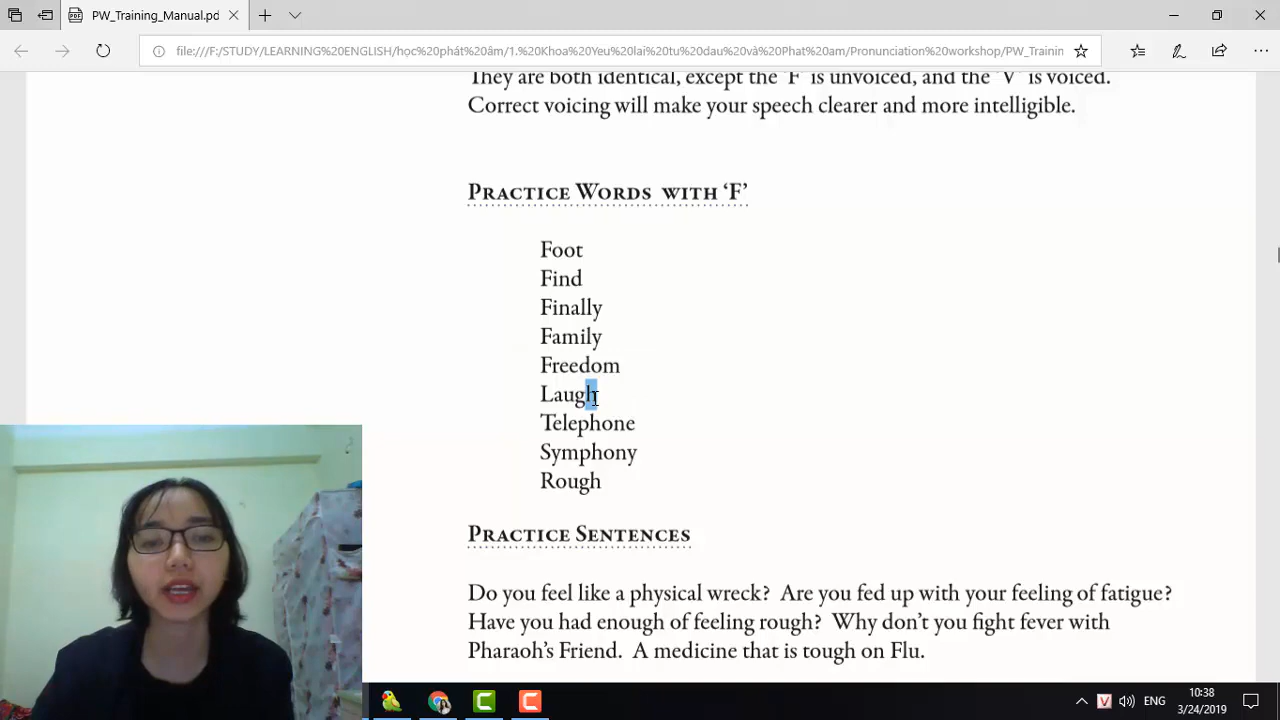 PW_Training_Manual.pd
file:///F:/STUDY/LEARNING%20ENGLISH/học%20phát%20âm/1.%20Khoa%20Yeu%20lai%20tu%20dau%20và%20Phat%20am/Pronunciation%20workshop/PW_Trainin
They are both identical, except the 'F' is unvoiced, and the 'V' is voiced.
Correct voicing will make your speech clearer and more intelligible.
Practice Words with ‘F’
Foot
Find
Finally
Family
Freedom
Laugh
Telephone
Symphony
Rough
Practice Sentences
Do you feel like a physical wreck? Are you fed up with your feeling of fatigue?
Have you had enough of feeling rough? Why don’t you fight fever with
Pharaoh’s Friend. A medicine that is tough on Flu.
V
ENG
10:38
3/24/2019